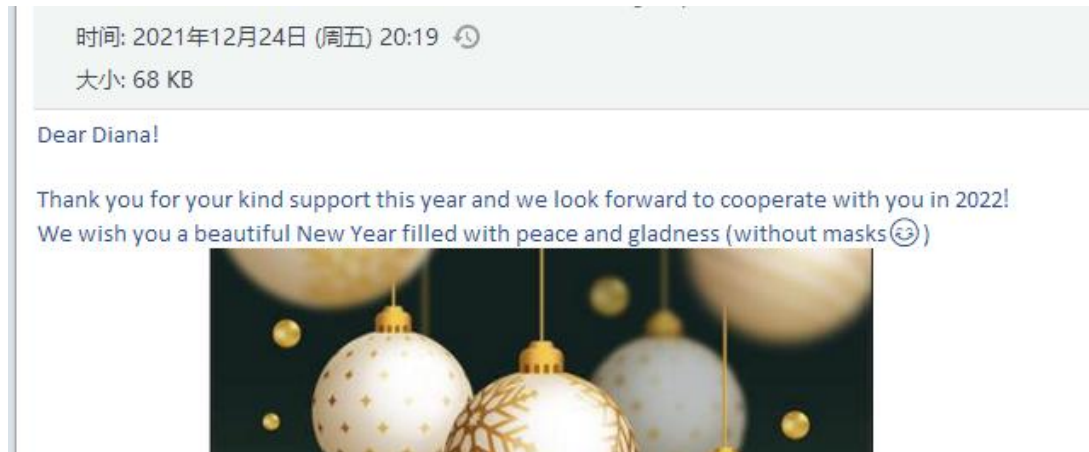 时间: 2021年12月24日 (周五) 20:19
大小: 68 KB
Dear Diana!
Thank you for your kind support this year and we look forward to cooperate with you in 2022!
We wish you a beautiful New Year filled with peace and gladness (without masks☺)